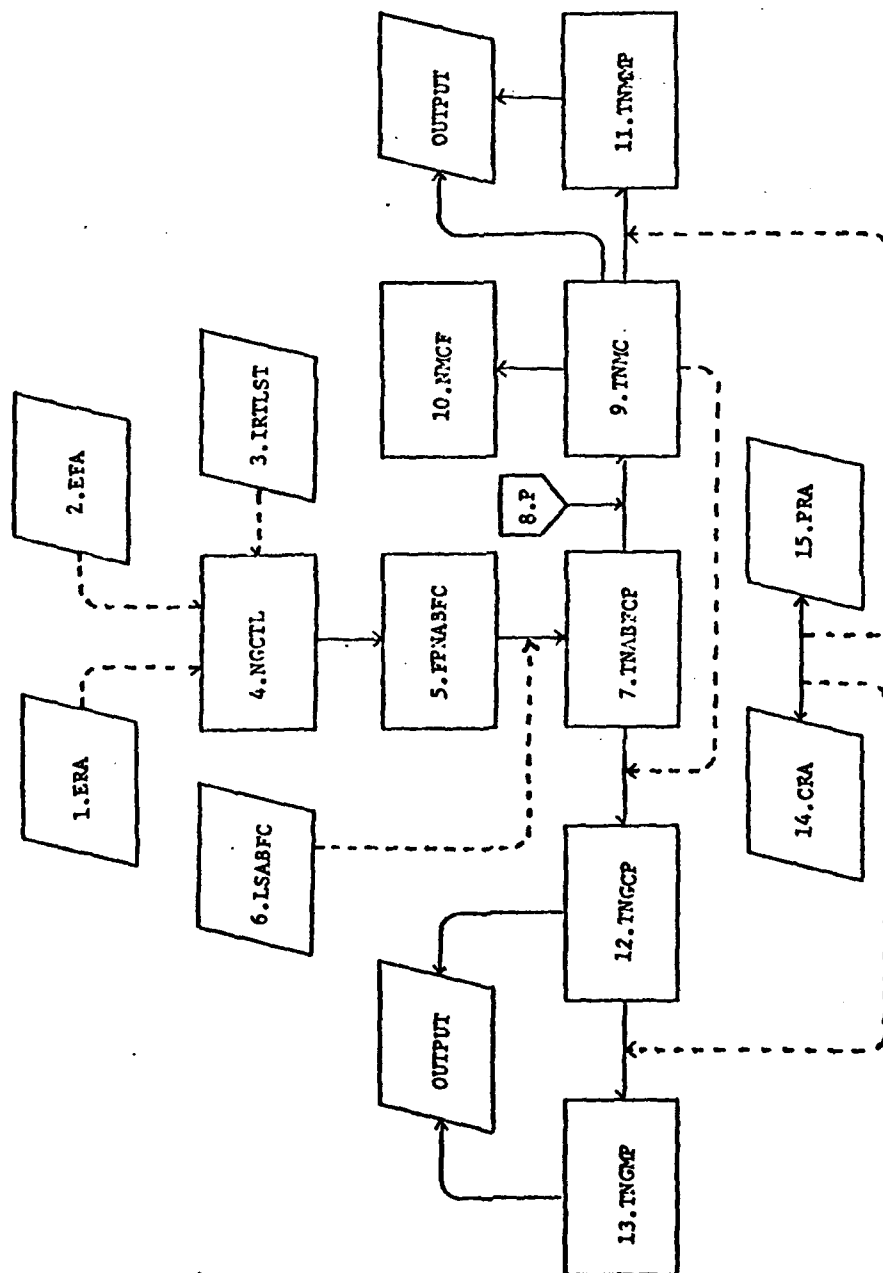 1.ERA
2.EFA
3.IRTLST
4.NGCTL
5.FPNABFC
6.LSABFC
7.TNABFCP
8.P
9.TNMC
10.NMCF
OUTPUT
11.TNMMP
12.TNGCP
OUTPUT
13.TNGMP
14.CRA
15.PRA